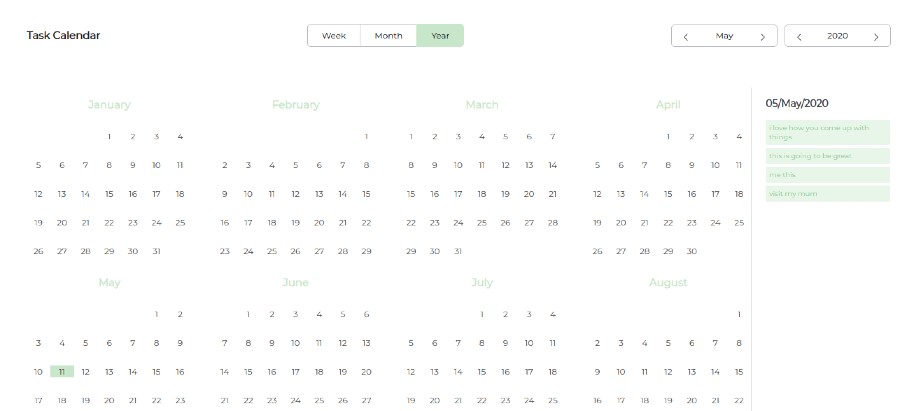 Task Calendar
Week Month Year
May 2020
January February March April
1 2 3 4 1 1 2 3 4 5 6 7 1 2 3 4
5 6 7 8 9 10 11 2 3 4 5 6 7 8 8 9 10 11 12 13 14 5 6 7 8 9 10 11
12 13 14 15 16 17 18 9 10 11 12 13 14 15 15 16 17 18 19 20 21 12 13 14 15 16 17 18
19 20 21 22 23 24 25 16 17 18 19 20 21 22 22 23 24 25 26 27 28 19 20 21 22 23 24 25
26 27 28 29 30 31 23 24 25 26 27 28 29 29 30 31 26 27 28 29 30
May June July August
1 2 1 2 3 4 5 6 1 2 3 4 1
3 4 5 6 7 8 9 7 8 9 10 11 12 13 5 6 7 8 9 10 11 2 3 4 5 6 7 8
10 11 12 13 14 15 16 14 15 16 17 18 19 20 12 13 14 15 16 17 18 9 10 11 12 13 14 15
17 18 19 20 21 22 23 21 22 23 24 25 26 27 19 20 21 22 23 24 25 16 17 18 19 20 21 22
05/May/2020
I love how you come up with
things
this is going to be great
me this
visit my mum